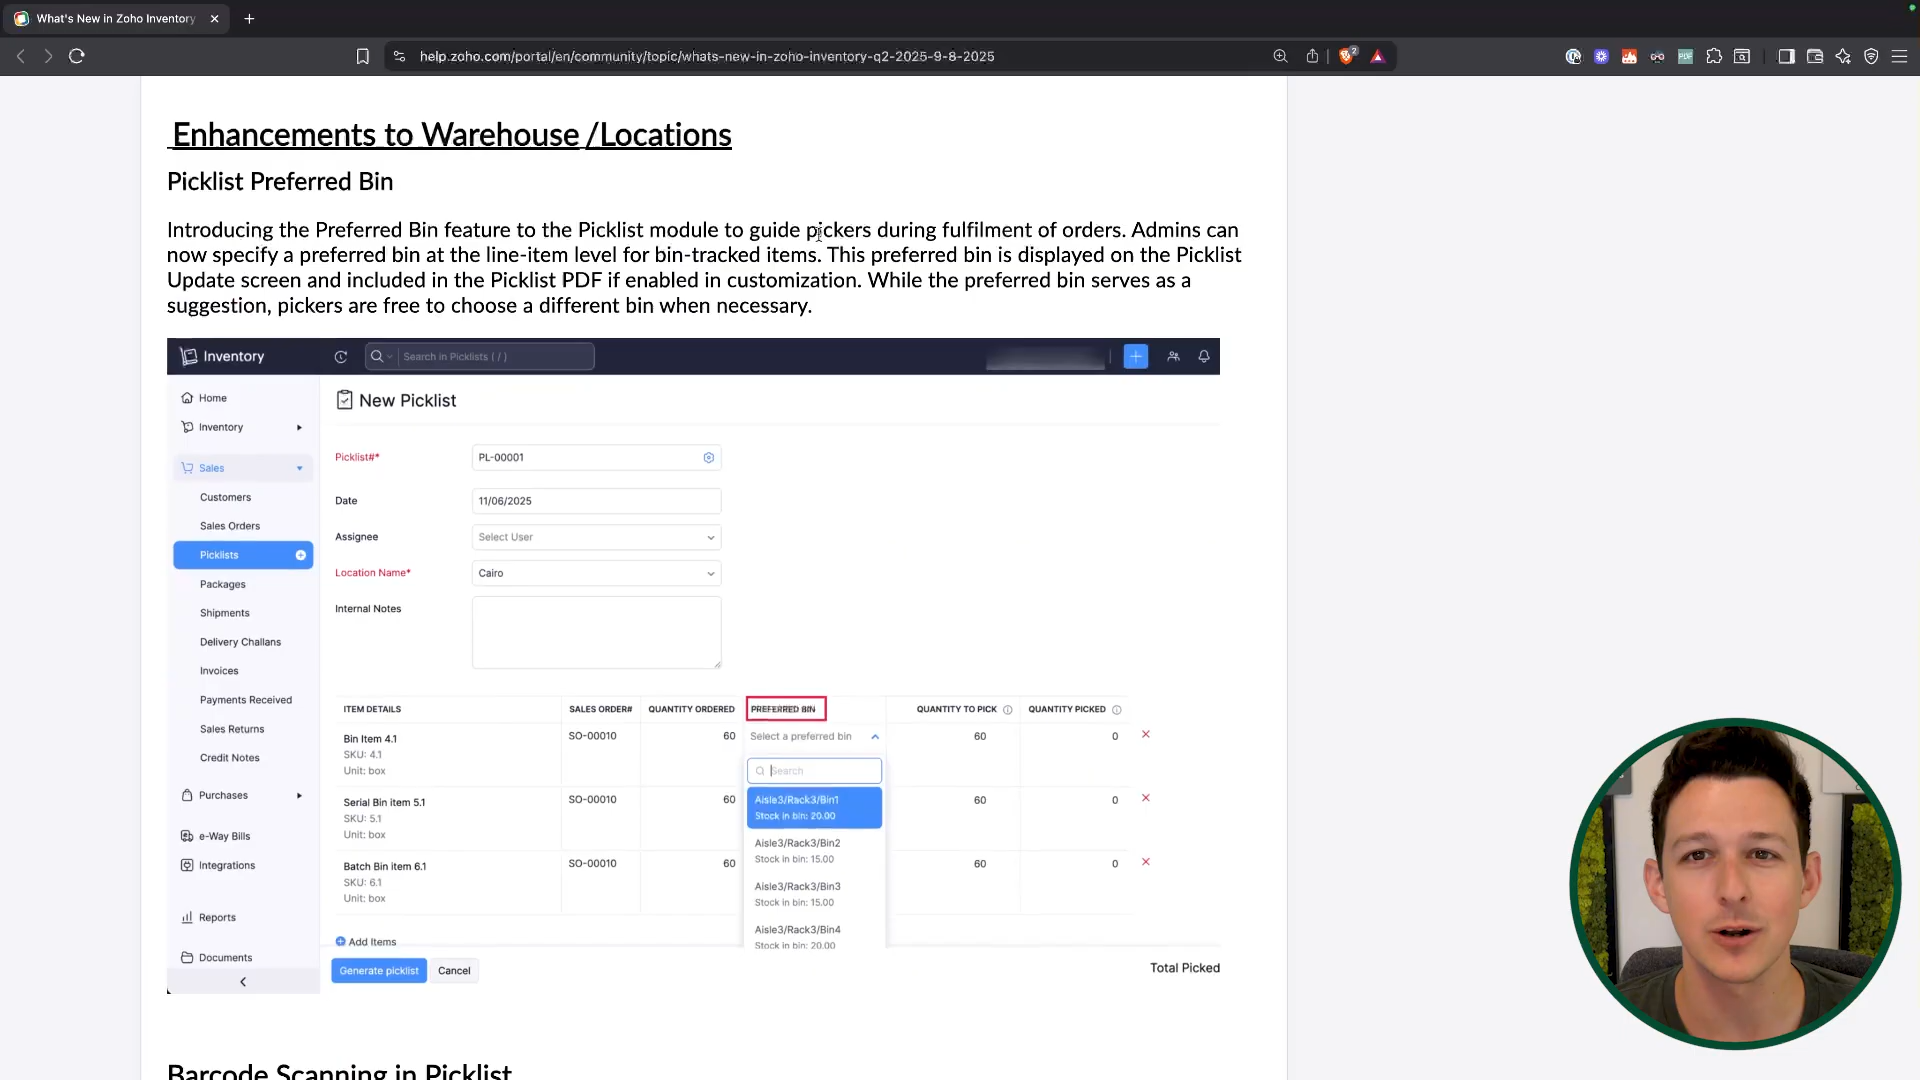 What's New in Zoho Inventory
help.zoho.com/portal/en/community/topic/whats-new-in-zoho-inventory-q2-2025-9-8-2025
2
PDF
Enhancements to Warehouse /Locations
Picklist Preferred Bin
Introducing the Preferred Bin feature to the Picklist module to guide pickers during fulfilment of orders. Admins can
now specify a preferred bin at the line-item level for bin-tracked items. This preferred bin is displayed on the Picklist
Update screen and included in the Picklist PDF if enabled in customization. While the preferred bin serves as a
suggestion, pickers are free to choose a different bin when necessary.
Inventory
Search in Picklists ( / )
Home
Inventory
Sales
Customers
Sales Orders
Picklists
Packages
Shipments
Delivery Challans
Invoices
Payments Received
Sales Returns
Credit Notes
Purchases
e-Way Bills
Integrations
Reports
Documents
New Picklist
Picklist#*
PL-00001
Date
11/06/2025
Assignee
Select User
Location Name*
Cairo
Internal Notes
ITEM DETAILS SALES ORDER# QUANTITY ORDERED PREFERRED BIN QUANTITY TO PICK QUANTITY PICKED
Bin Item 4.1 SO-00010 60 Select a preferred bin 60 0
SKU: 4.1
Unit: box
Search
Serial Bin item 5.1 SO-00010 60 Aisle3/Rack3/Bin1 60 0
SKU: 5.1 Stock in bin: 20.00
Unit: box
Aisle3/Rack3/Bin2
Stock in bin: 15.00
Batch Bin item 6.1 SO-00010 60 60 0
SKU: 6.1 Aisle3/Rack3/Bin3
Unit: box Stock in bin: 15.00
Aisle3/Rack3/Bin4
Stock in bin: 20.00
Add Items
Generate picklist Cancel
Total Picked
Barcode Scanning in Picklist